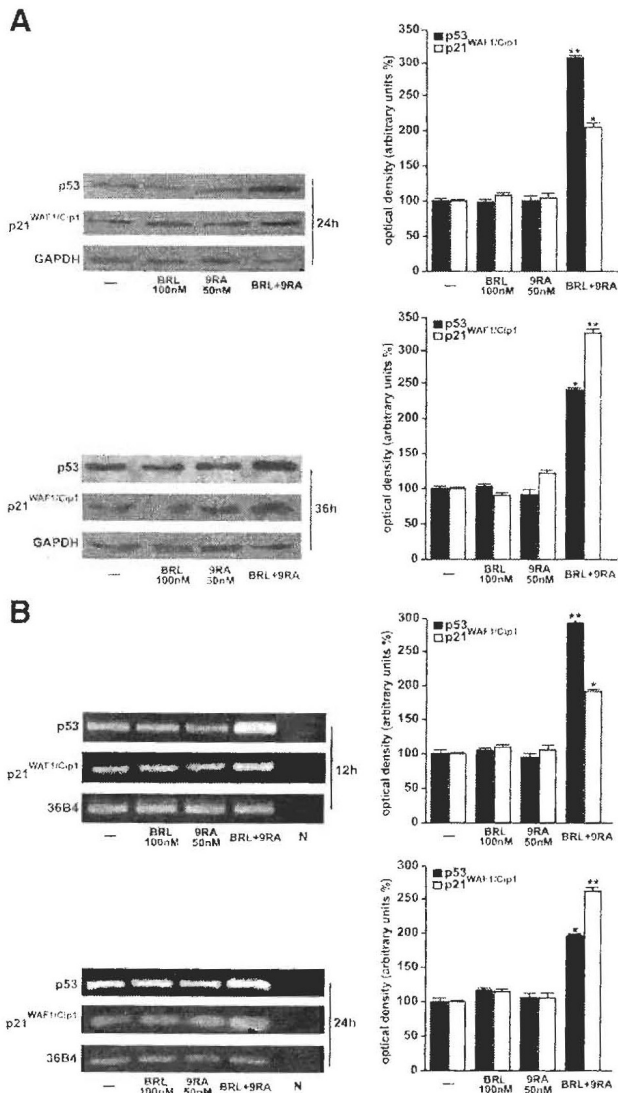 A
p53
p21WAF1/Cip1
GAPDH
24h
— BRL 9RA BRL+9RA
100nM 50nM
p53
p21WAF1/Cip1
optical density (arbitrary units %)
350
300
250
200
150
100
50
0
**
*
— BRL 9RA BRL+9RA
100nM 50nM
p53
p21WAF1/Cip1
GAPDH
36h
— BRL 9RA BRL+9RA
100nM 50nM
p53
p21WAF1/Cip1
optical density (arbitrary units %)
350
300
250
200
150
100
50
0
*
**
— BRL 9RA BRL+9RA
100nM 50nM
B
p53
p21WAF1/Cip1
36B4
12h
— BRL 9RA BRL+9RA N
100nM 50nM
p53
p21WAF1/Cip1
optical density (arbitrary units %)
300
250
200
150
100
50
0
**
*
— BRL 9RA BRL+9RA
100nM 50nM
p53
p21WAF1/Cip1
36B4
24h
— BRL 9RA BRL+9RA N
100nM 50nM
p53
p21WAF1/Cip1
optical density (arbitrary units %)
300
250
200
150
100
50
0
*
**
— BRL 9RA BRL+9RA
100nM 50nM